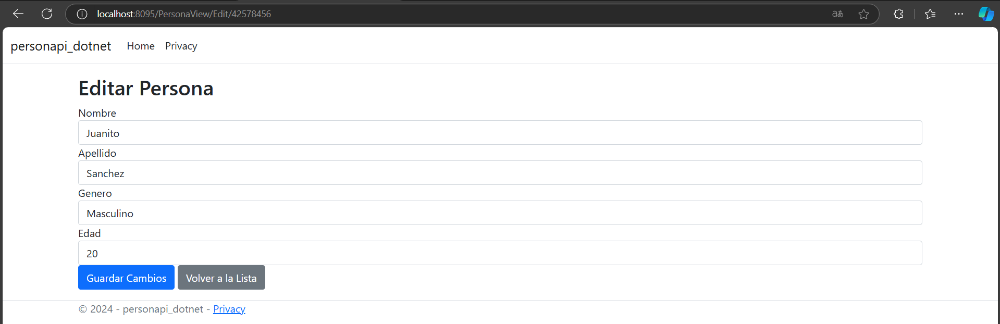 localhost:8095/PersonaView/Edit/42578456
personapi_dotnet Home Privacy
Editar Persona
Nombre
Juanito
Apellido
Sanchez
Genero
Masculino
Edad
20
Guardar Cambios Volver a la Lista
© 2024 - personapi_dotnet - Privacy